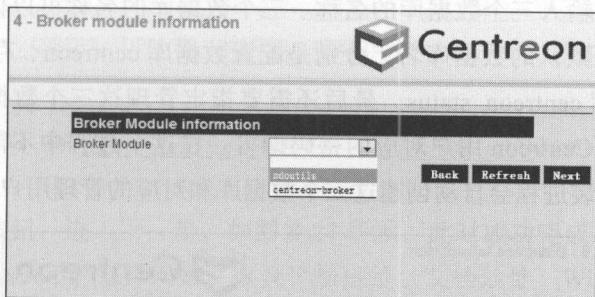 4 - Broker module information
Centreon
Broker Module information
Broker Module
ndoutils
centreon-broker
Back Refresh Next